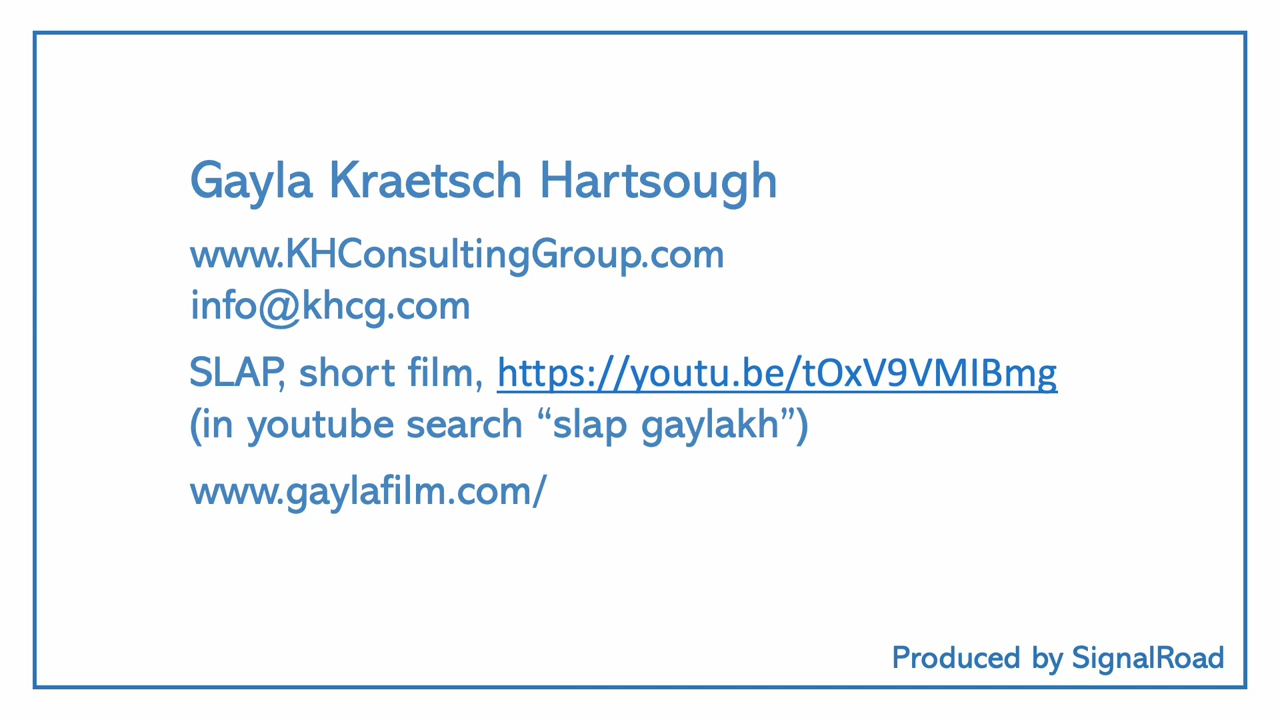 Gayla Kraetsch Hartsough
www.KHConsultingGroup.com
info@khcg.com
SLAP, short film, https://youtu.be/tOxV9VMIBmg
(in youtube search “slap gaylakh”)
www.gaylafilm.com/
Produced by SignalRoad